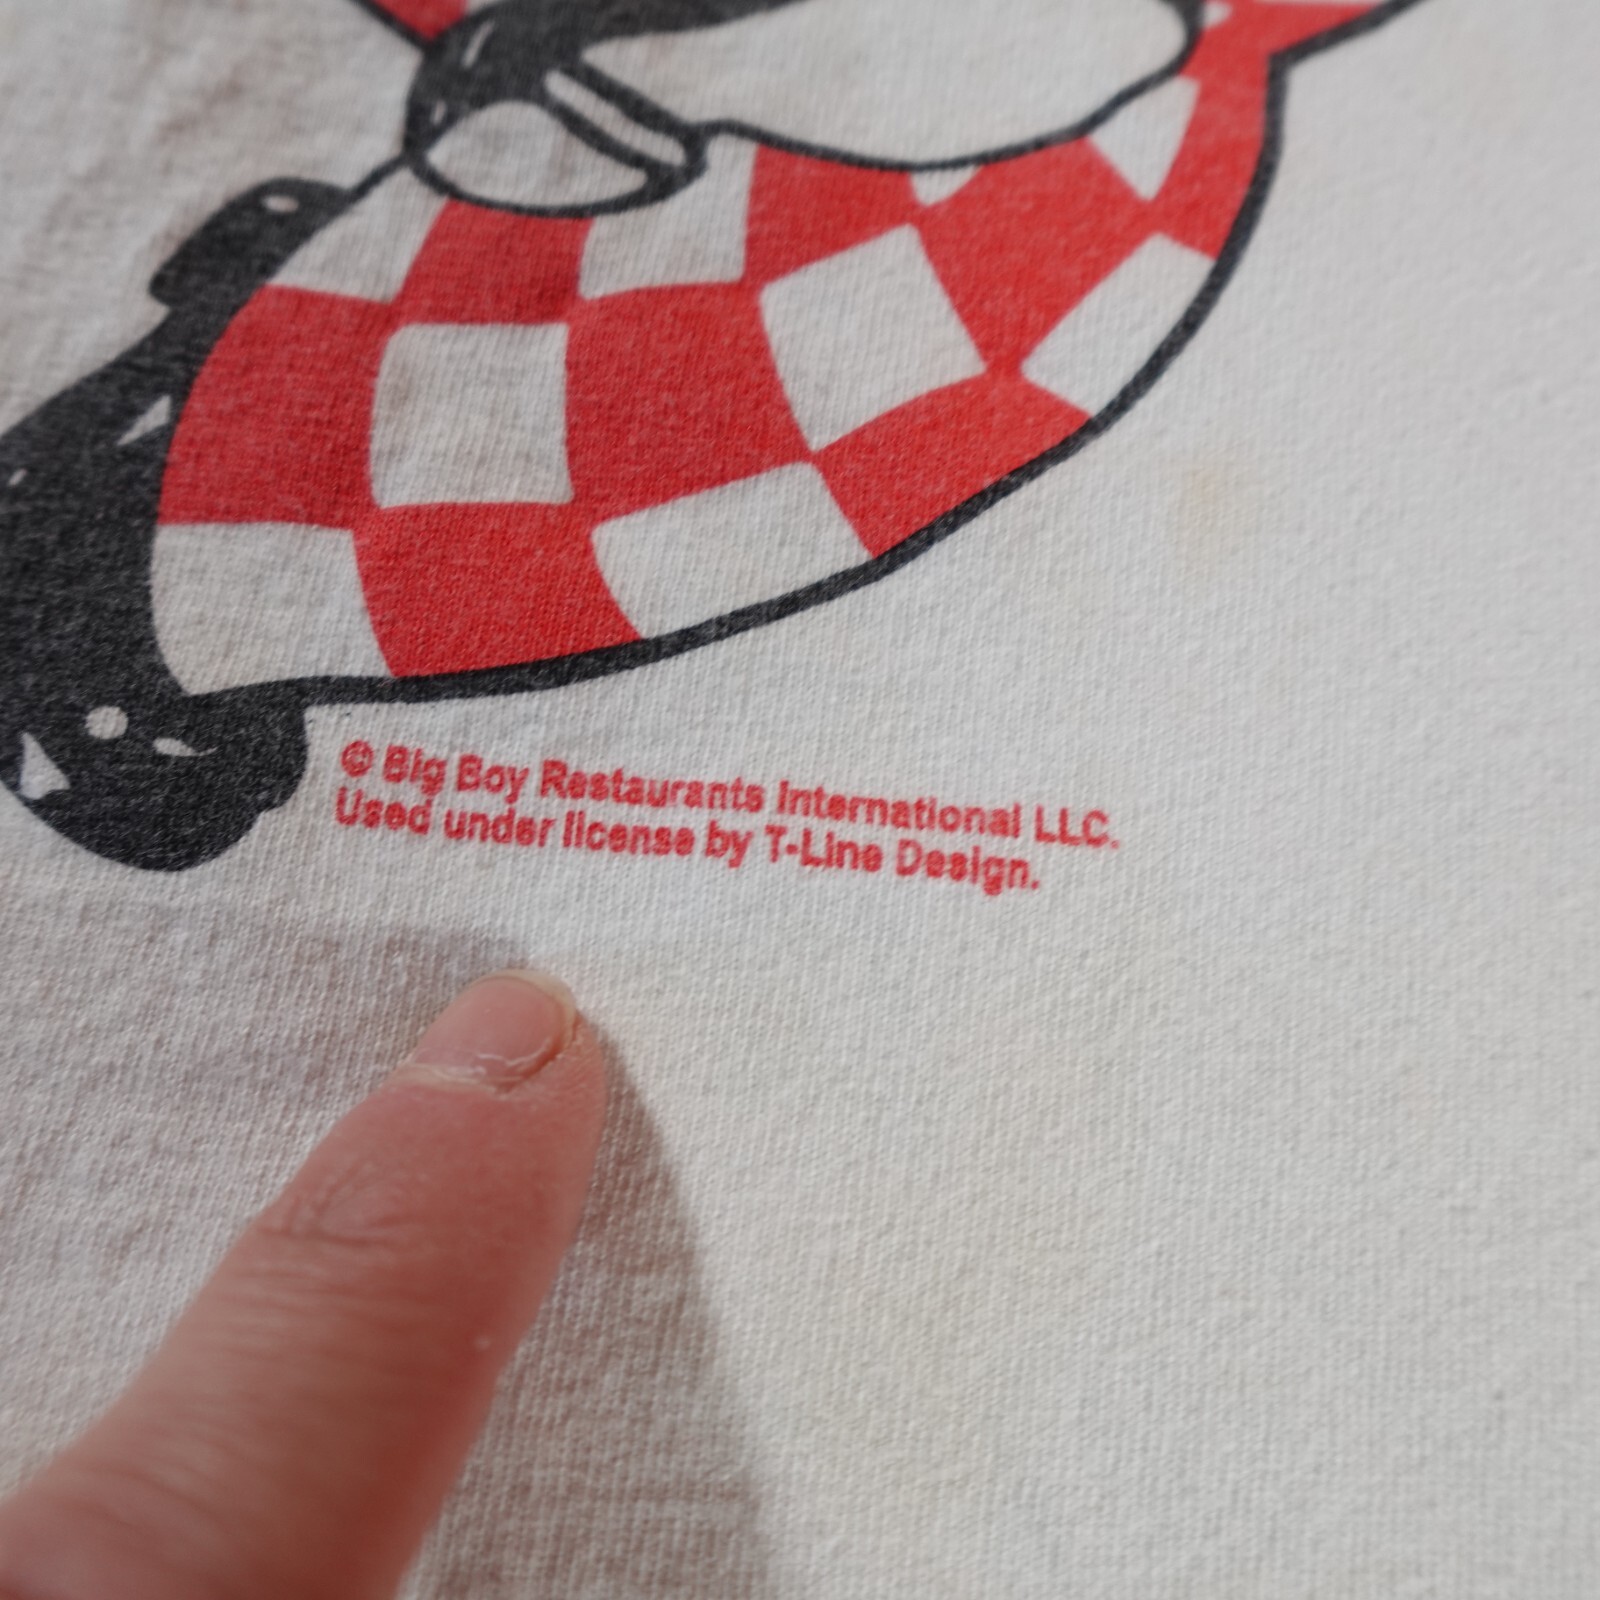 © Big Boy Restaurants International LLC.
Used under license by T-Line Design.